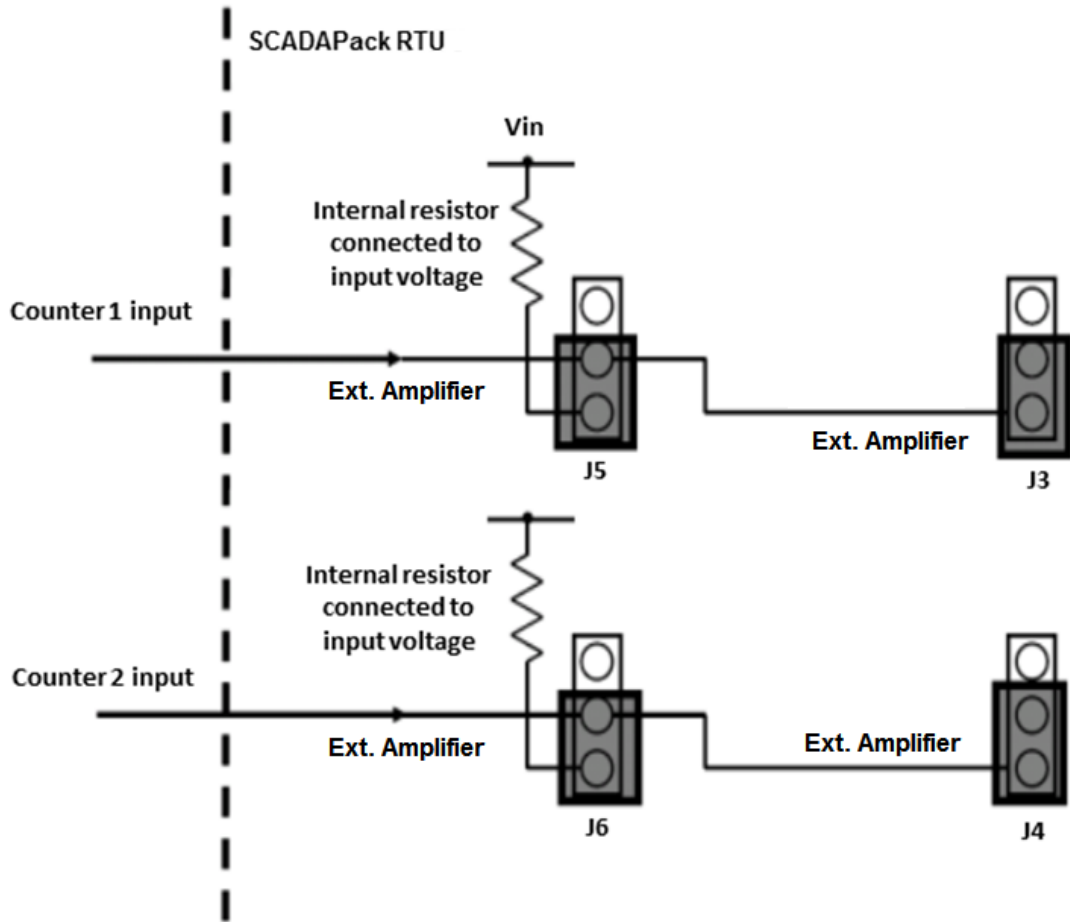 SCADAPack RTU
Vin
Internal resistor
connected to
input voltage
Counter 1 input
Ext. Amplifier
Ext. Amplifier
J5
J3
Internal resistor
connected to
input voltage
Counter 2 input
Ext. Amplifier
Ext. Amplifier
J6
J4